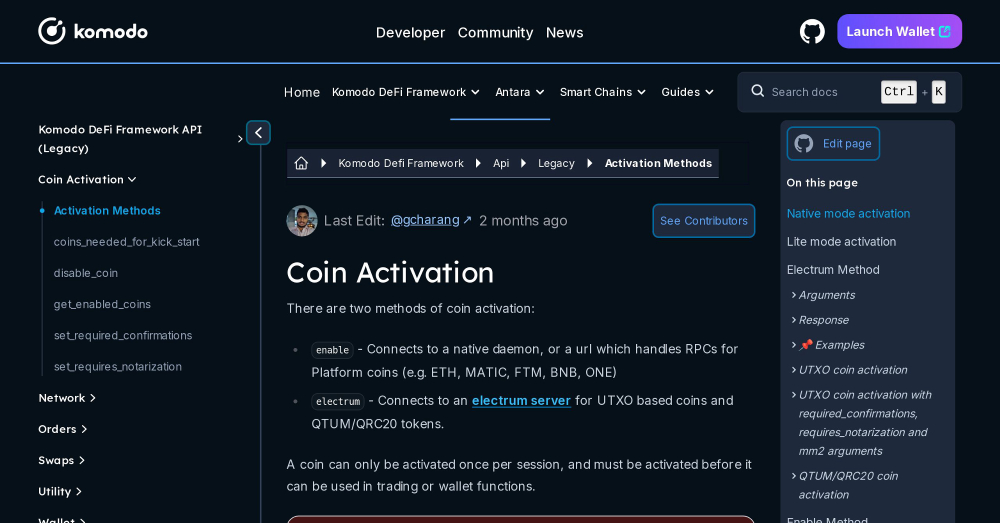 komodo
Developer Community News
Launch Wallet
Home Komodo DeFi Framework Antara Smart Chains Guides
Search docs Ctrl + K
Komodo DeFi Framework API
(Legacy)
Coin Activation
Activation Methods
coins_needed_for_kick_start
disable_coin
get_enabled_coins
set_required_confirmations
set_requires_notarization
Network
Orders
Swaps
Utility
Wallet
Komodo Defi Framework Api Legacy Activation Methods
Last Edit: @gcharang ↗ 2 months ago
See Contributors
Coin Activation
There are two methods of coin activation:
enable - Connects to a native daemon, or a url which handles RPCs for
Platform coins (e.g. ETH, MATIC, FTM, BNB, ONE)
electrum - Connects to an electrum server for UTXO based coins and
QTUM/QRC20 tokens.
A coin can only be activated once per session, and must be activated before it
can be used in trading or wallet functions.
Edit page
On this page
Native mode activation
Lite mode activation
Electrum Method
Arguments
Response
📌 Examples
UTXO coin activation
UTXO coin activation with
required_confirmations,
requires_notarization and
mm2 arguments
QTUM/QRC20 coin
activation
Enable Method